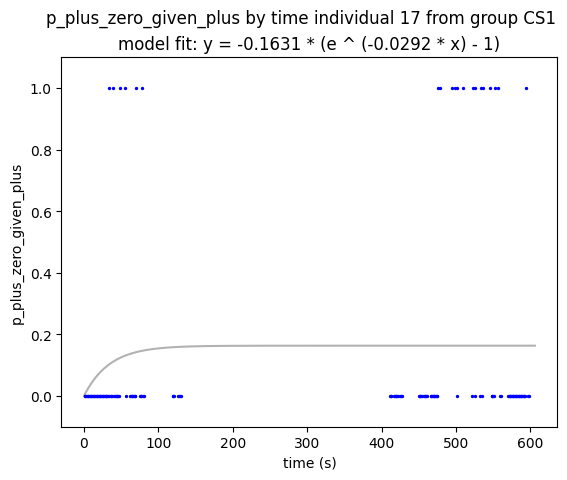 p_plus_zero_given_plus by time individual 17 from group CS1
model fit: y = -0.1631 * (e ^ (-0.0292 * x) - 1)
1.0
0.8
0.6
0.4
0.2
0.0
p_plus_zero_given_plus
0 100 200 300 400 500 600
time (s)